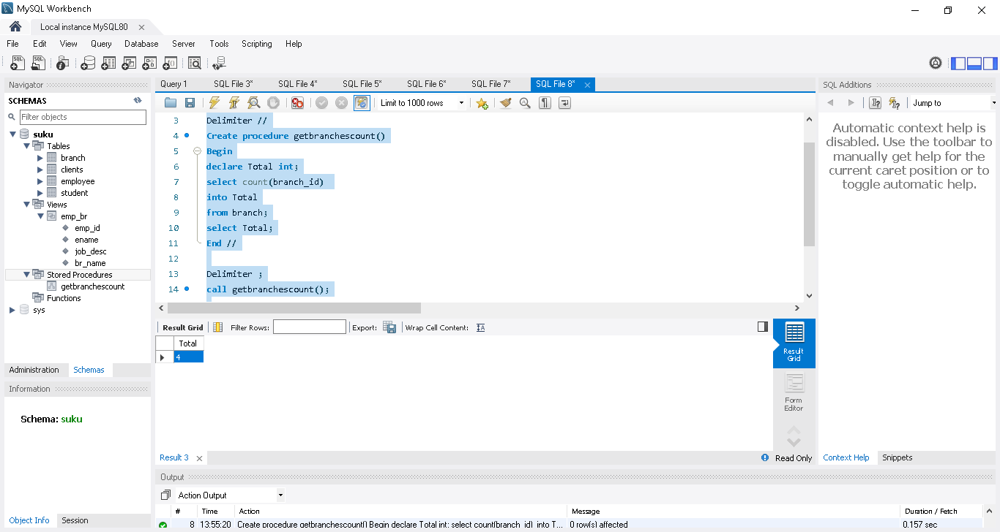 MySQL Workbench
Local instance MySQL80
File Edit View Query Database Server Tools Scripting Help
Navigator
SCHEMAS
Filter objects
suku
Tables
branch
clients
employee
student
Views
emp_br
emp_id
ename
job_desc
br_name
Stored Procedures
getbranchescount
Functions
sys
Administration Schemas
Information
Schema: suku
Object Info Session
Query 1 SQL File 3* SQL File 4* SQL File 5* SQL File 6* SQL File 7* SQL File 8*
Limit to 1000 rows
3 Delimiter //
4 Create procedure getbranchescount()
5 Begin
6 declare Total int;
7 select count(branch_id)
8 into Total
9 from branch;
10 select Total;
11 End //
12
13 Delimiter ;
14 call getbranchescount();
Result Grid Filter Rows: Export: Wrap Cell Content:
Total
4
Result Grid
Form Editor
Result 3
Read Only
Output
Action Output
# Time Action Message Duration / Fetch
8 13:55:20 Create procedure getbranchescount() Begin declare Total int; select count(branch_id) into T... 0 row(s) affected 0.157 sec
SQL Additions
Jump to
Automatic context help is
disabled. Use the toolbar to
manually get help for the
current caret position or to
toggle automatic help.
Context Help Snippets